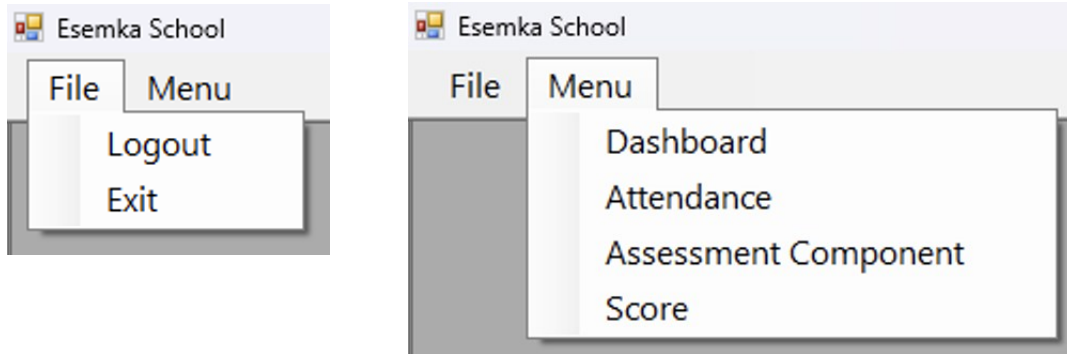 Esemka School
File Menu
Logout
Exit
Esemka School
File Menu
Dashboard
Attendance
Assessment Component
Score